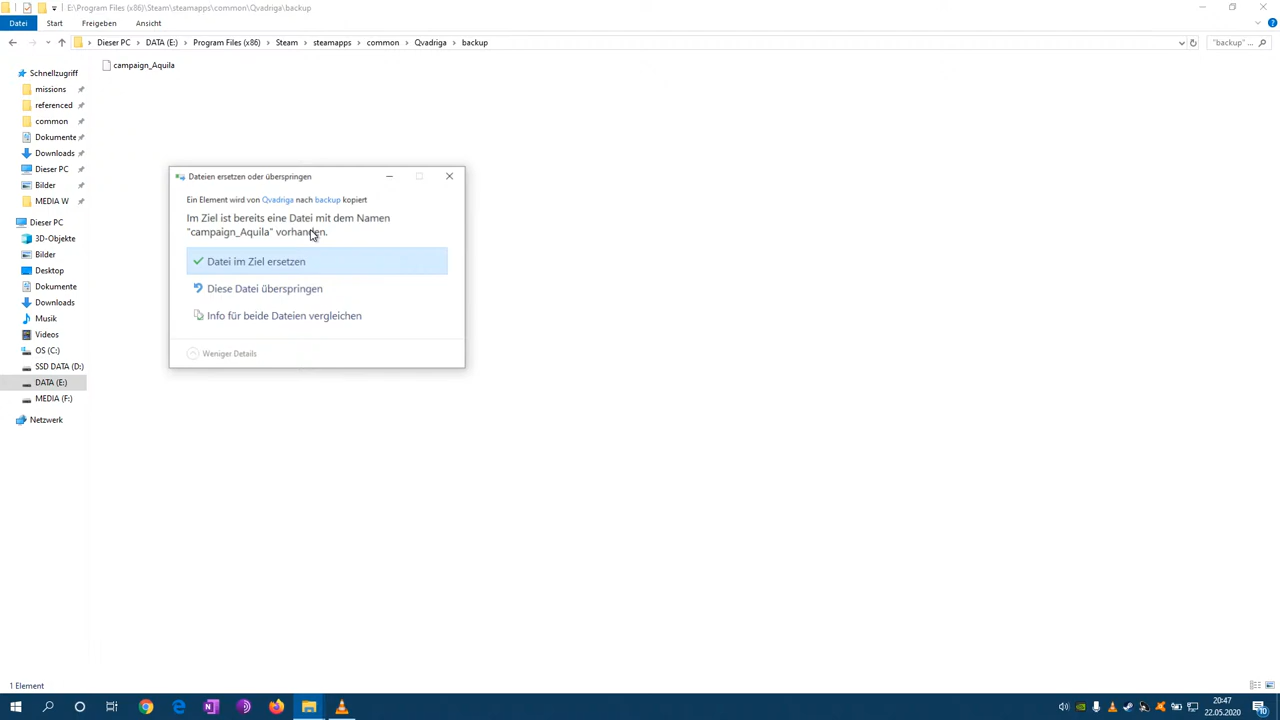 E:\Program Files (x86)\Steam\steamapps\common\Qvadriga\backup
Datei Start Freigeben Ansicht
Dieser PC DATA (E:) Program Files (x86) Steam steamapps common Qvadriga backup
"backup" ...
campaign_Aquila
Schnellzugriff
missions
referenced
common
Dokumente
Downloads
Dieser PC
Bilder
MEDIA W
Dieser PC
3D-Objekte
Bilder
Desktop
Dokumente
Downloads
Musik
Videos
OS (C:)
SSD DATA (D:)
DATA (E:)
MEDIA (F:)
Netzwerk
Dateien ersetzen oder überspringen
Ein Element wird von Qvadriga nach backup kopiert
Im Ziel ist bereits eine Datei mit dem Namen
"campaign_Aquila" vorhanden.
Datei im Ziel ersetzen
Diese Datei überspringen
Info für beide Dateien vergleichen
Weniger Details
1 Element
20:47
22.05.2020
10